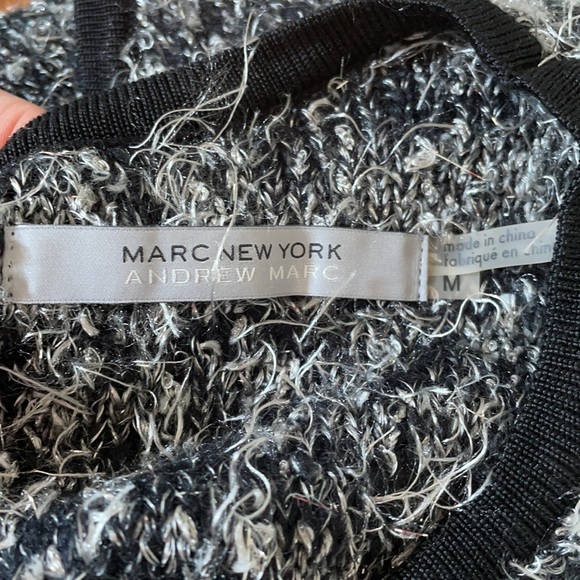 MARC NEW YORK
ANDREW MARC
made in china
fabriqué en chine
M